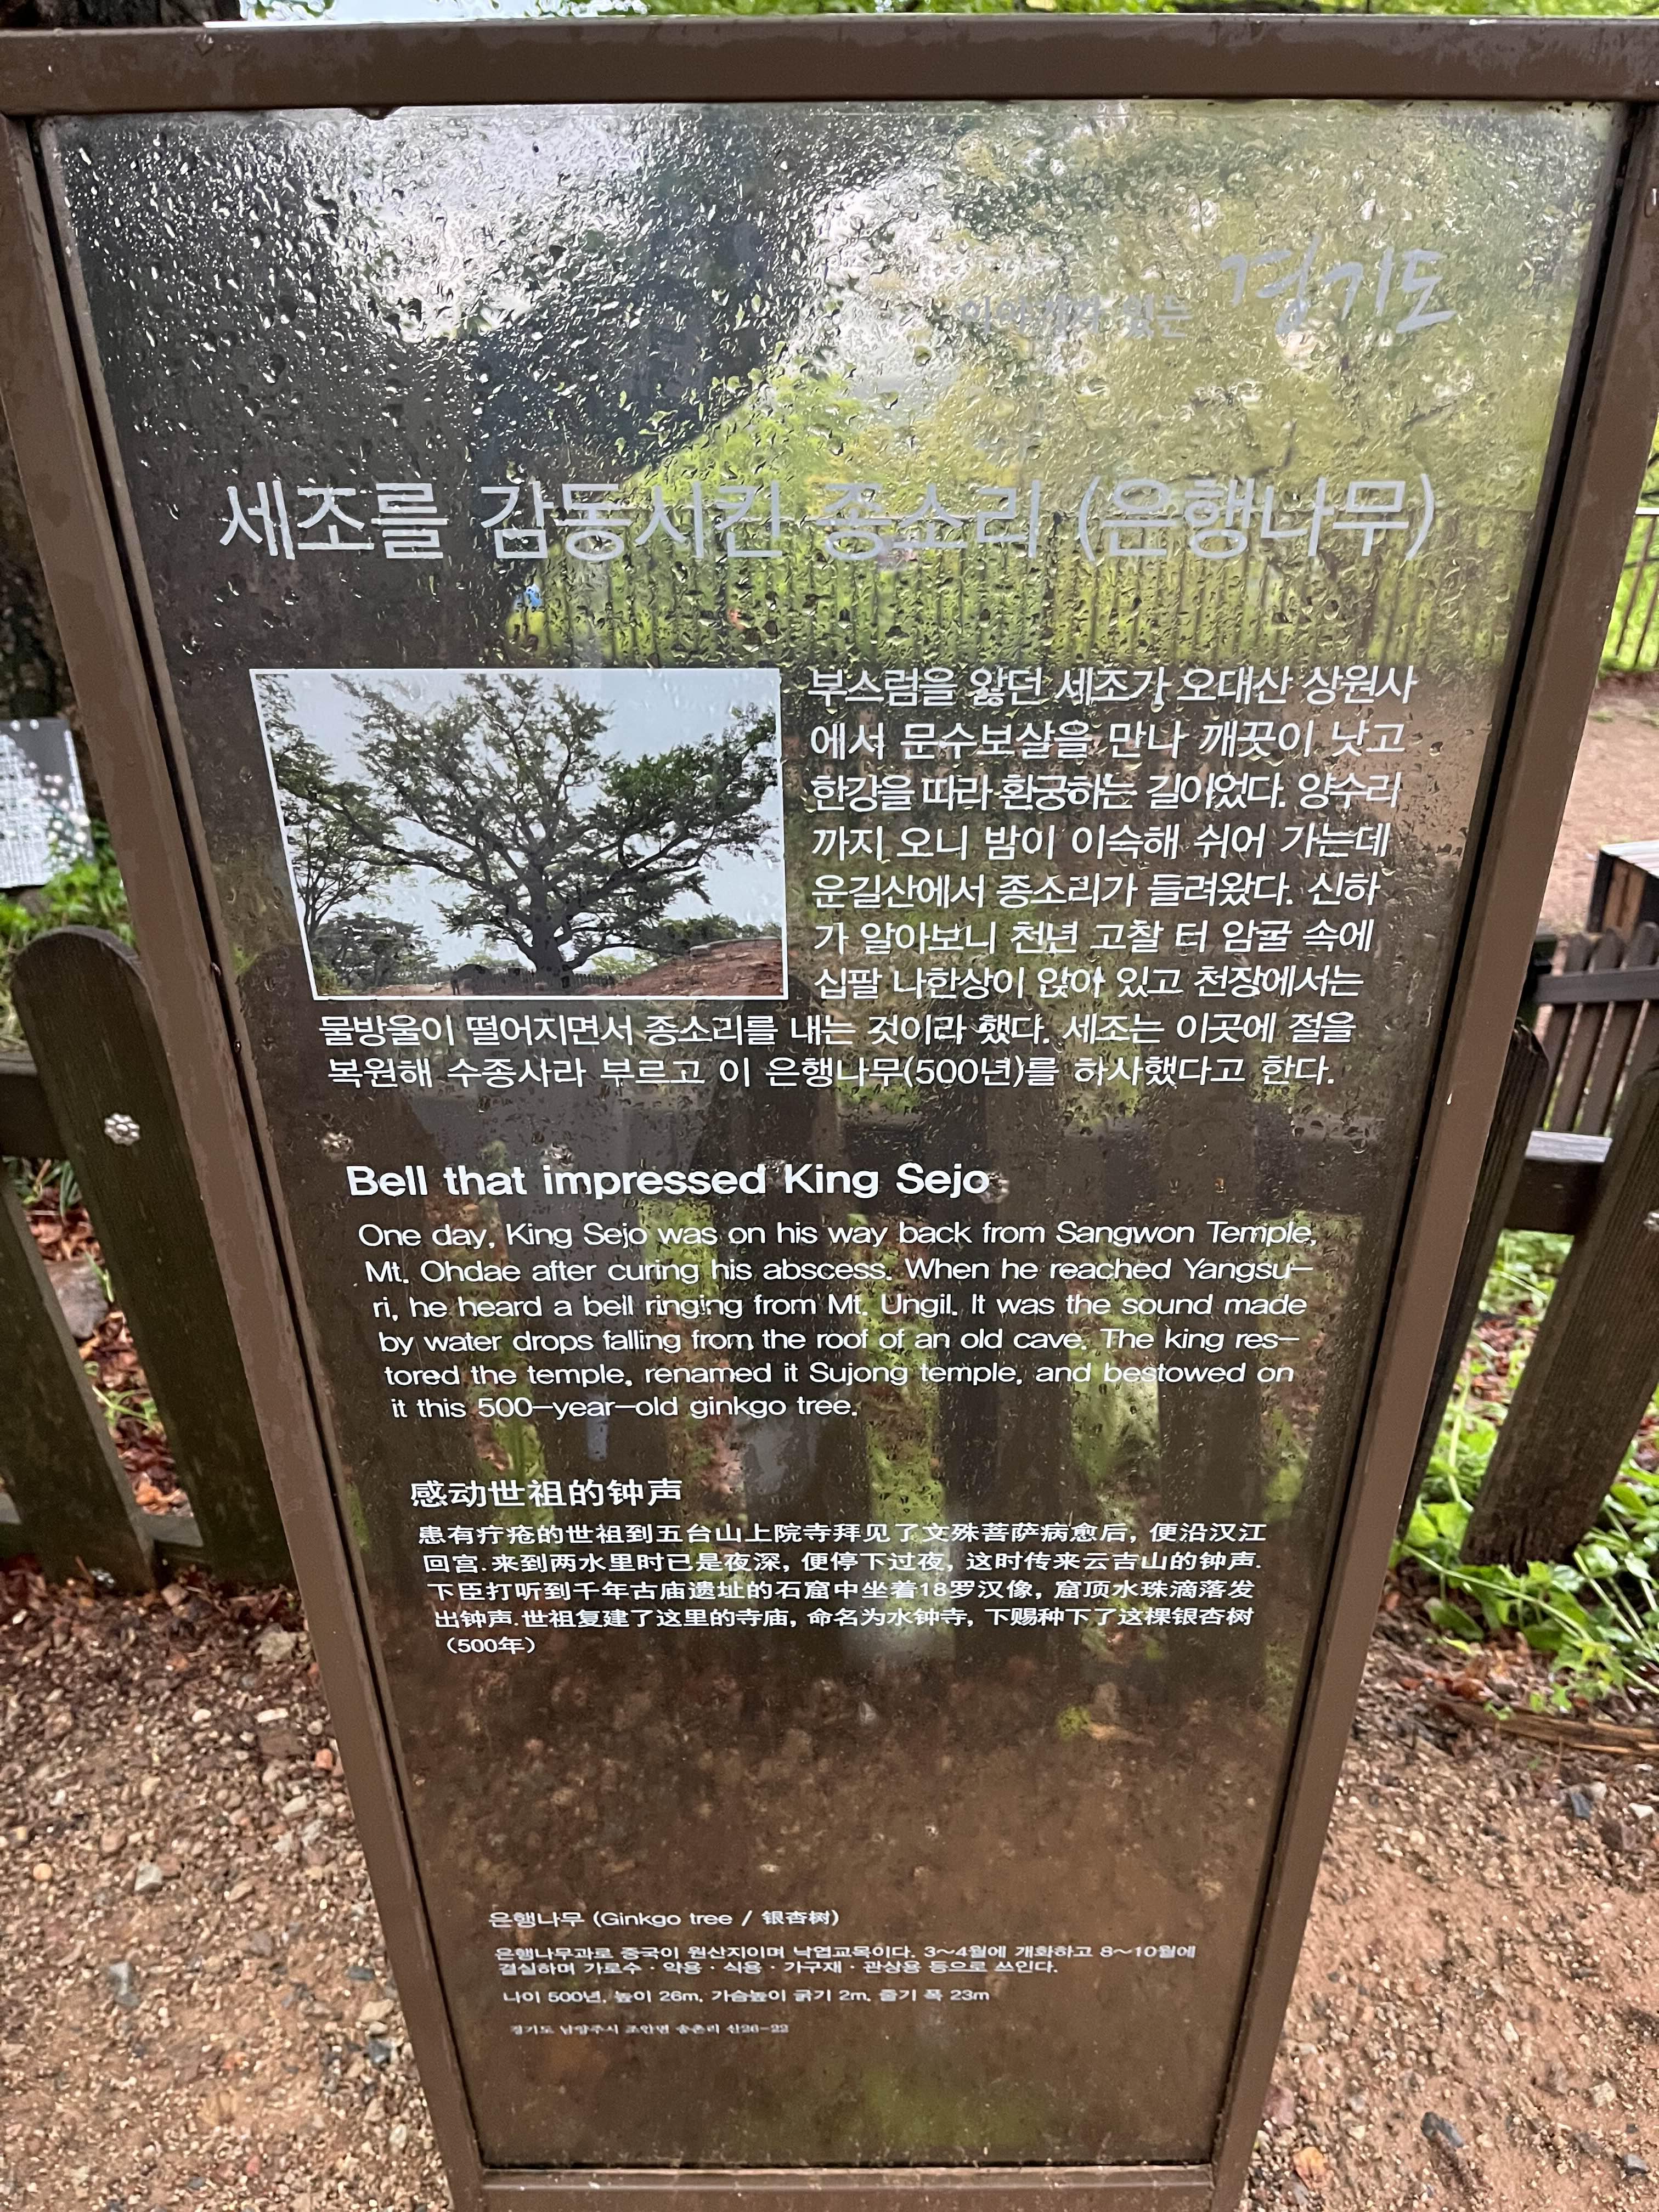 이야기가 있는 경기도
세조를 감동시킨 종소리 (은행나무)
부스럼을 앓던 세조가 오대산 상원사
에서 문수보살을 만나 깨끗이 낫고
한강을 따라 환궁하는 길이었다. 양수리
까지 오니 밤이 이슥해 쉬어 가는데
운길산에서 종소리가 들려왔다. 신하
가 알아보니 천년 고찰 터 암굴 속에
십팔 나한상이 앉아 있고 천장에서는
물방울이 떨어지면서 종소리를 내는 것이라 했다. 세조는 이곳에 절을
복원해 수종사라 부르고 이 은행나무(500년)를 하사했다고 한다.
Bell that impressed King Sejo
One day, King Sejo was on his way back from Sangwon Temple,
Mt. Ohdae after curing his abscess. When he reached Yangsu-
ri, he heard a bell ringing from Mt. Ungil. It was the sound made
by water drops falling from the roof of an old cave. The king res-
tored the temple, renamed it Sujong temple, and bestowed on
it this 500-year-old ginkgo tree.
感动世祖的钟声
患有疔疮的世祖到五台山上院寺拜见了文殊菩萨病愈后, 便沿汉江
回宫.来到两水里时已是夜深, 便停下过夜, 这时传来云吉山的钟声.
下臣打听到千年古庙遗址的石窟中坐着18罗汉像, 窟顶水珠滴落发
出钟声.世祖复建了这里的寺庙, 命名为水钟寺, 下赐种下了这棵银杏树
(500年)
은행나무 (Ginkgo tree / 银杏树)
은행나무과로 중국이 원산지이며 낙엽교목이다. 3~4월에 개화하고 8~10월에
결실하며 가로수 · 약용 · 식용 · 가구재 · 관상용 등으로 쓰인다.
나이 500년, 높이 26m, 가슴높이 굵기 2m, 줄기 폭 23m
경기도 남양주시 조안면 송촌리 산26-22